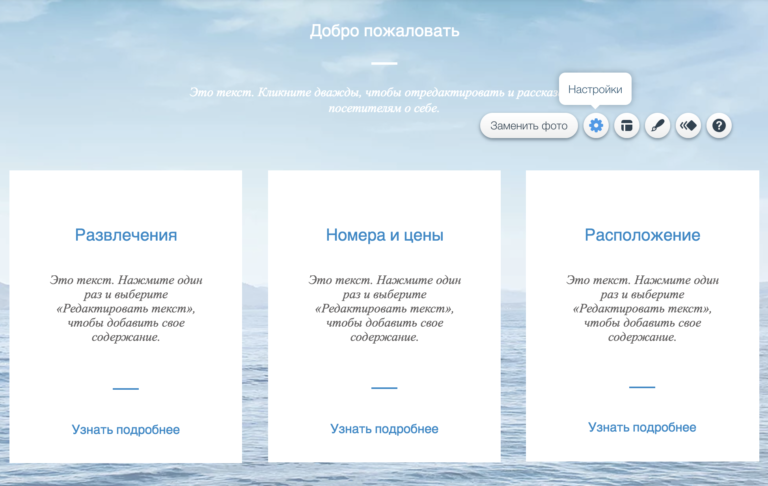 Добро пожаловать
Это текст. Кликните дважды, чтобы отредактировать и
посетителям о себе.
Настройки
Заменить фото
?
Развлечения
Это текст. Нажмите один
раз и выберите
«Редактировать текст»,
чтобы добавить свое
содержание.
Узнать подробнее
Номера и цены
Это текст. Нажмите один
раз и выберите
«Редактировать текст»,
чтобы добавить свое
содержание.
Узнать подробнее
Расположение
Это текст. Нажмите один
раз и выберите
«Редактировать текст»,
чтобы добавить свое
содержание.
Узнать подробнее